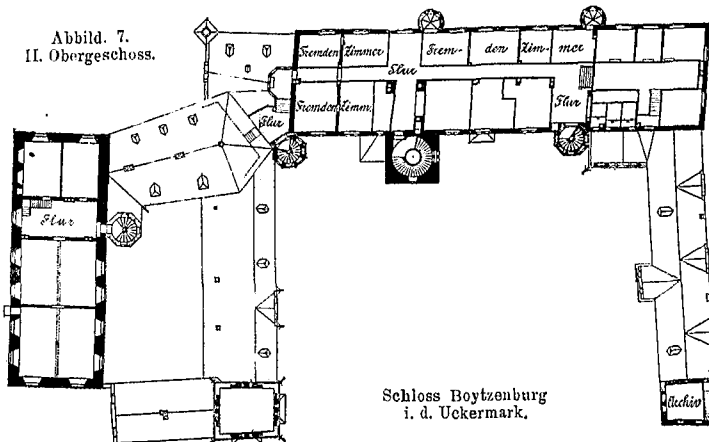 Abbild. 7.
II. Obergeschoss.
Fremden Zimmer Frem- den Zim- mer
Flur
Fremden Zimm.
Flur
Flur
Flur
Schloss Boytzenburg
i. d. Uckermark.
Archiv